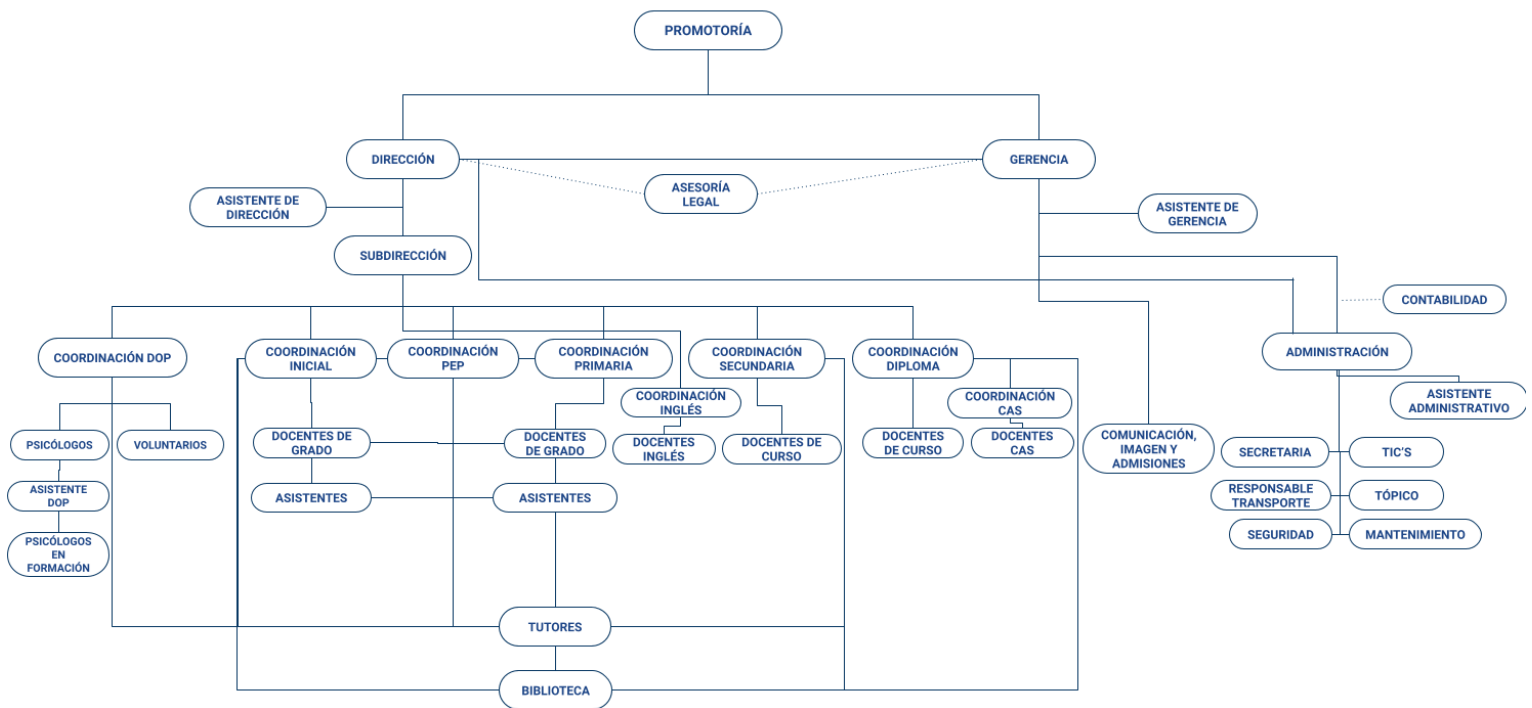 PROMOTORÍA
DIRECCIÓN
GERENCIA
ASESORÍA
LEGAL
ASISTENTE DE
DIRECCIÓN
ASISTENTE DE
GERENCIA
SUBDIRECCIÓN
CONTABILIDAD
COORDINACIÓN DOP
COORDINACIÓN
INICIAL
COORDINACIÓN
PEP
COORDINACIÓN
PRIMARIA
COORDINACIÓN
SECUNDARIA
COORDINACIÓN
DIPLOMA
ADMINISTRACIÓN
COORDINACIÓN
INGLÉS
COORDINACIÓN
CAS
ASISTENTE
ADMINISTRATIVO
PSICÓLOGOS
VOLUNTARIOS
DOCENTES DE
GRADO
DOCENTES
DE GRADO
DOCENTES
INGLÉS
DOCENTES DE
CURSO
DOCENTES
DE CURSO
DOCENTES
CAS
COMUNICACIÓN,
IMAGEN Y
ADMISIONES
SECRETARIA
TIC'S
ASISTENTE
DOP
ASISTENTES
ASISTENTES
RESPONSABLE
TRANSPORTE
TÓPICO
PSICÓLOGOS
EN
FORMACIÓN
SEGURIDAD
MANTENIMIENTO
TUTORES
BIBLIOTECA